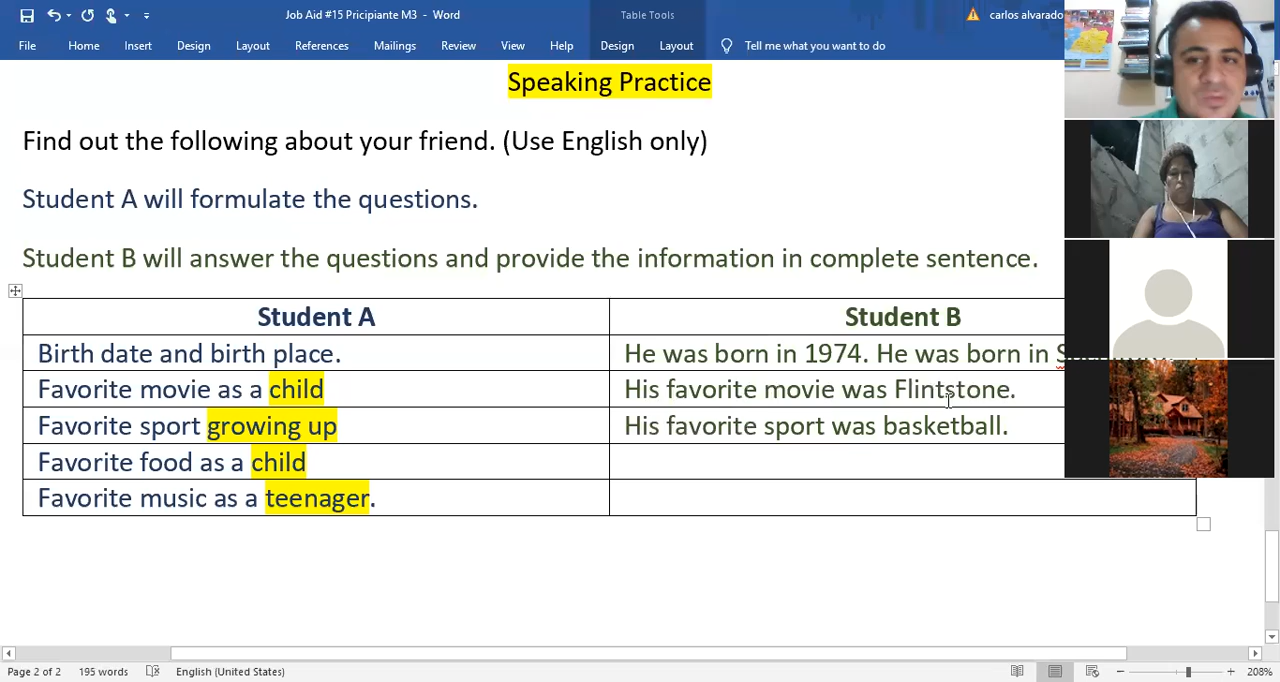 Job Aid #15 Pricipiante M3 - Word
Table Tools
carlos alvarado
File Home Insert Design Layout References Mailings Review View Help Design Layout Tell me what you want to do
Speaking Practice
Find out the following about your friend. (Use English only)
Student A will formulate the questions.
Student B will answer the questions and provide the information in complete sentence.
Student A Student B
Birth date and birth place. He was born in 1974. He was born in
Favorite movie as a child His favorite movie was Flintstone.
Favorite sport growing up His favorite sport was basketball.
Favorite food as a child
Favorite music as a teenager.
Page 2 of 2 195 words English (United States) 208%